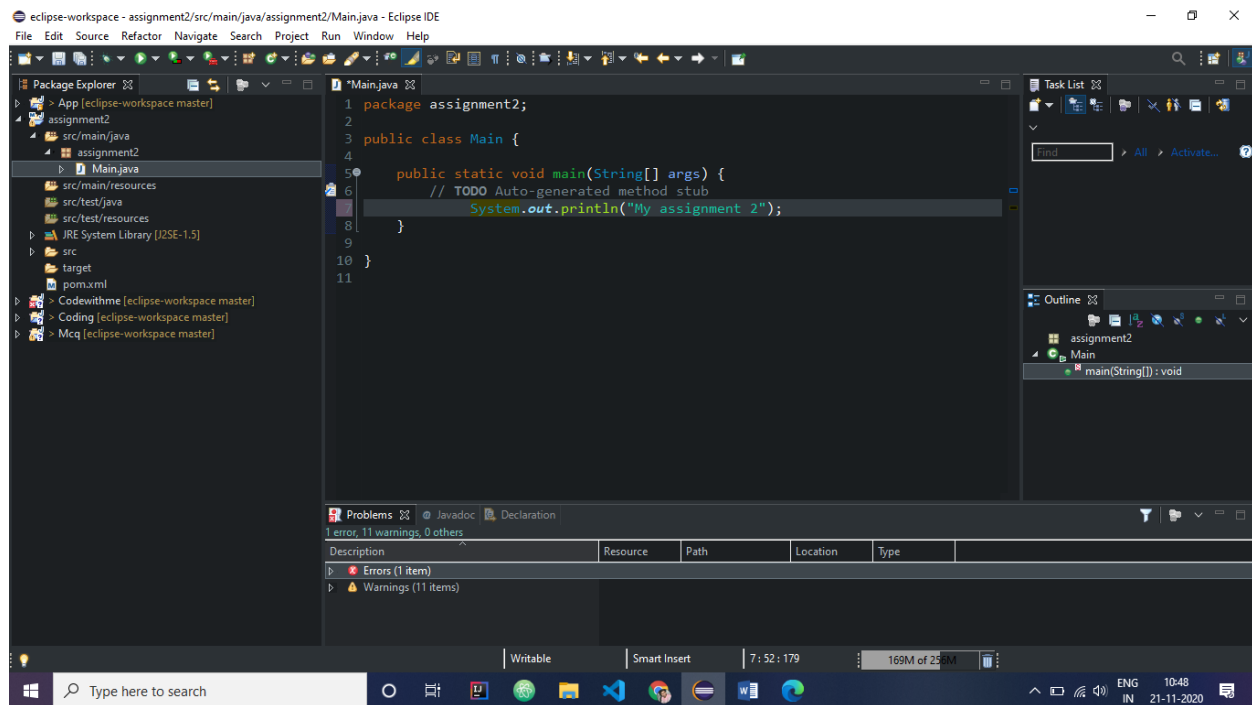 eclipse-workspace - assignment2/src/main/java/assignment2/Main.java - Eclipse IDE
File Edit Source Refactor Navigate Search Project Run Window Help
Package Explorer
> App [eclipse-workspace master]
assignment2
src/main/java
assignment2
Main.java
src/main/resources
src/test/java
src/test/resources
JRE System Library [J2SE-1.5]
src
target
pom.xml
> Codewithme [eclipse-workspace master]
> Coding [eclipse-workspace master]
> Mcq [eclipse-workspace master]
*Main.java
1 package assignment2;
2
3 public class Main {
4
5 public static void main(String[] args) {
6 // TODO Auto-generated method stub
7 System.out.println("My assignment 2");
8 }
9
10 }
11
Task List
Find All Activate...
Outline
assignment2
Main
main(String[]) : void
Problems Javadoc Declaration
1 error, 11 warnings, 0 others
Description Resource Path Location Type
Errors (1 item)
Warnings (11 items)
Writable Smart Insert 7 : 52 : 179 169M of 256M
Type here to search
ENG 10:48
IN 21-11-2020